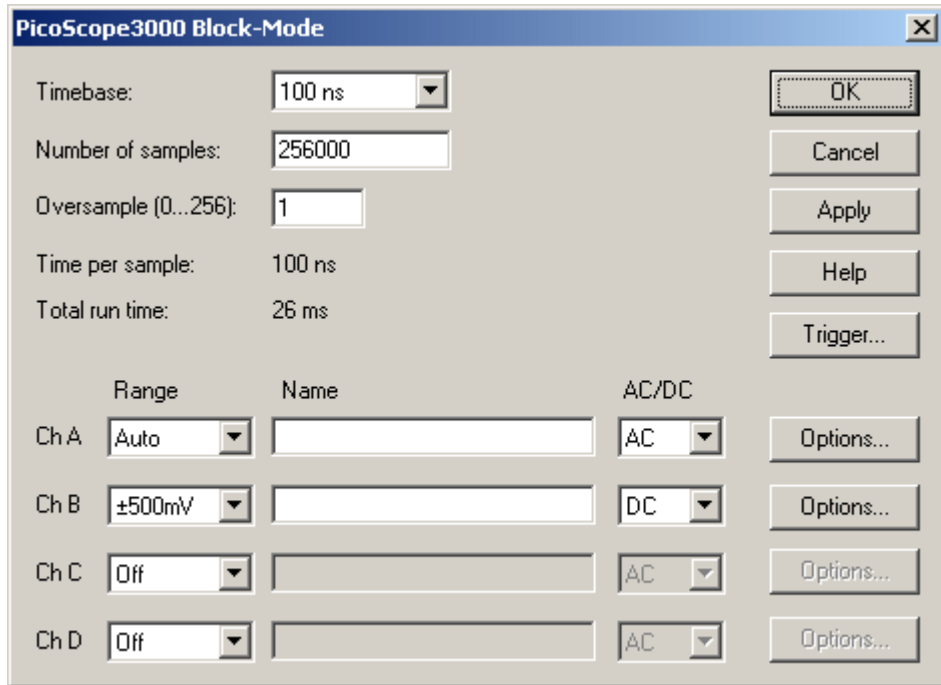 PicoScope3000 Block-Mode
Timebase: 100 ns OK
Number of samples: 256000 Cancel
Oversample (0...256): 1 Apply
Time per sample: 100 ns Help
Total run time: 26 ms Trigger...
Range Name AC/DC
Ch A Auto AC Options...
Ch B ±500mV DC Options...
Ch C Off AC Options...
Ch D Off AC Options...